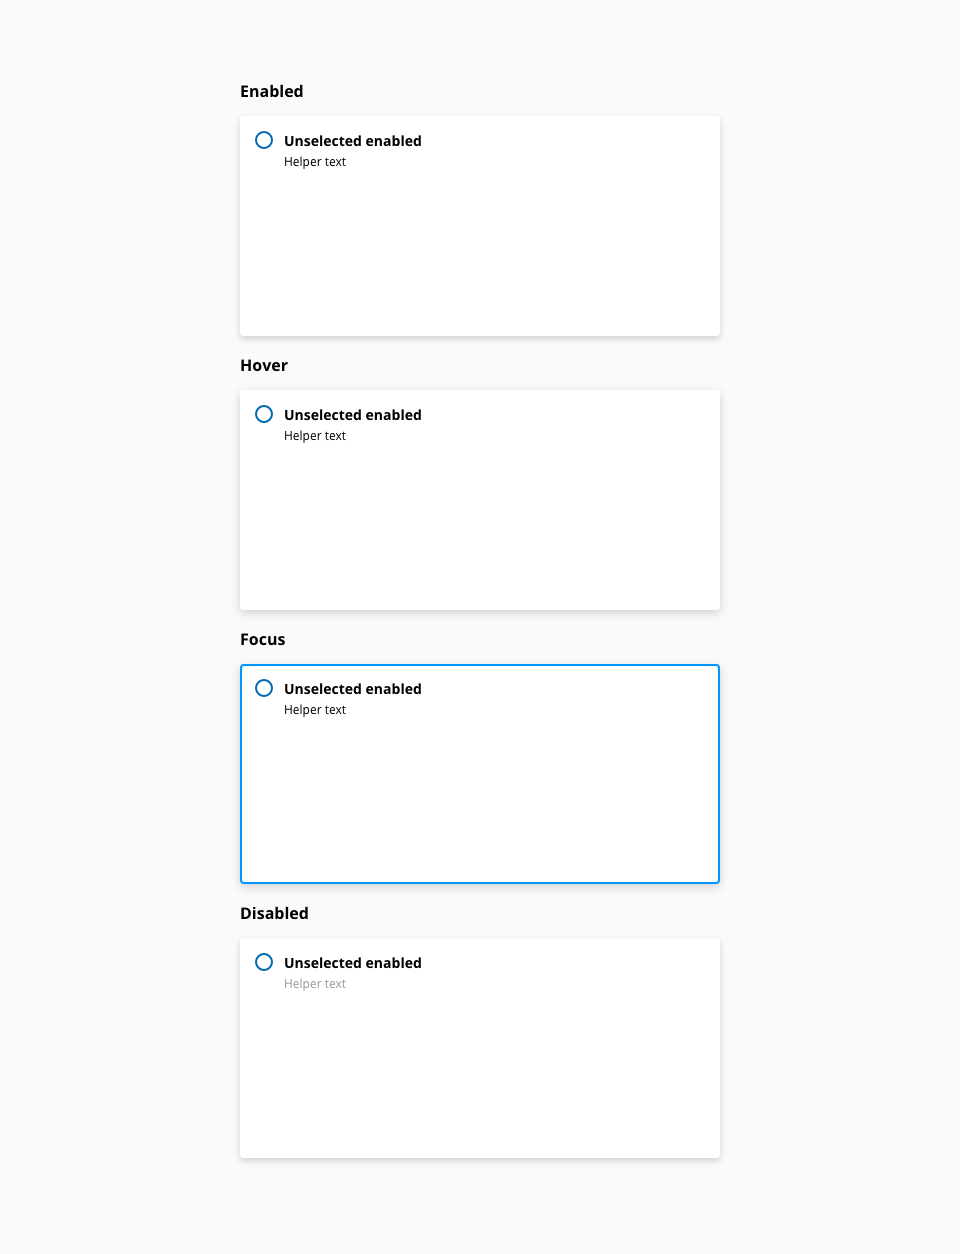 Enabled
Unselected enabled
Helper text
Hover
Unselected enabled
Helper text
Focus
Unselected enabled
Helper text
Disabled
Unselected enabled
Helper text